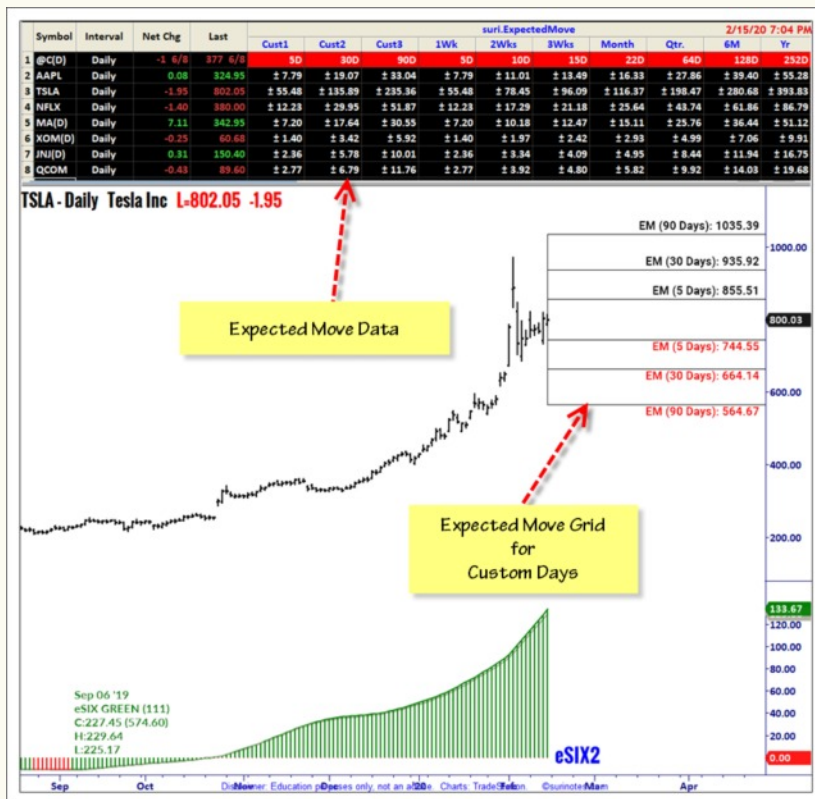 suri.ExpectedMove 2/15/20 7:04 PM
Symbol Interval Net Chg Last Cust1 Cust2 Cust3 1Wk 2Wks 3Wks Month Qtr. 6M Yr
1 @C(D) Daily -1 6/8 377 6/8 5D 30D 90D 5D 10D 15D 22D 64D 128D 252D
2 AAPL Daily 0.08 324.95 ± 7.79 ± 19.07 ± 33.04 ± 7.79 ± 11.01 ± 13.49 ± 16.33 ± 27.86 ± 39.40 ± 55.28
3 TSLA Daily -1.95 802.05 ± 55.48 ± 135.89 ± 235.36 ± 55.48 ± 78.45 ± 96.09 ± 116.37 ± 198.47 ± 280.68 ± 393.83
4 NFLX Daily -1.40 380.00 ± 12.23 ± 29.95 ± 51.87 ± 12.23 ± 17.29 ± 21.18 ± 25.64 ± 43.74 ± 61.86 ± 86.79
5 MA(D) Daily 7.11 342.95 ± 7.20 ± 17.64 ± 30.55 ± 7.20 ± 10.18 ± 12.47 ± 15.11 ± 25.76 ± 36.44 ± 51.12
6 XOM(D) Daily -0.25 60.68 ± 1.40 ± 3.42 ± 5.92 ± 1.40 ± 1.97 ± 2.42 ± 2.93 ± 4.99 ± 7.06 ± 9.91
7 JNJ(D) Daily 0.31 150.40 ± 2.36 ± 5.78 ± 10.01 ± 2.36 ± 3.34 ± 4.09 ± 4.95 ± 8.44 ± 11.94 ± 16.75
8 QCOM Daily -0.43 89.60 ± 2.77 ± 6.79 ± 11.76 ± 2.77 ± 3.92 ± 4.80 ± 5.82 ± 9.92 ± 14.03 ± 19.68
TSLA - Daily Tesla Inc L=802.05 -1.95
EM (90 Days): 1035.39
1000.00
EM (30 Days): 935.92
EM (5 Days): 855.51
800.03
Expected Move Data
EM (5 Days): 744.55
EM (30 Days): 664.14
600.00
EM (90 Days): 564.67
400.00
Expected Move Grid
for
Custom Days
200.00
133.67
120.00
100.00
80.00
60.00
40.00
20.00
0.00
Sep 06 '19
eSIX GREEN (111)
C:227.45 (574.60)
H:229.64
L:225.17
eSIX2
Sep Oct Nov Dec '20 Feb Mar Apr
Disclaimer: Education purposes only, not an advice. Charts: TradeStation. ©surinotes.com